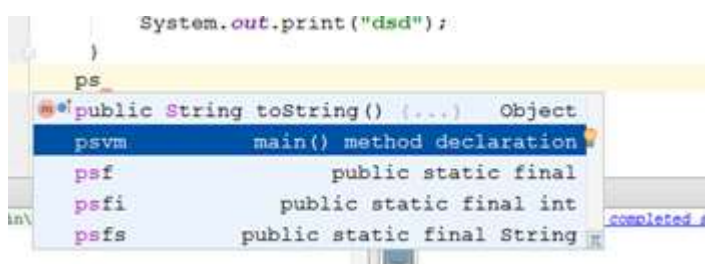 System.out.print("dsd");
}
ps
public String toString() {...} Object
psvm main() method declaration
psf public static final
psfi public static final int
in\ completed s
psfs public static final String